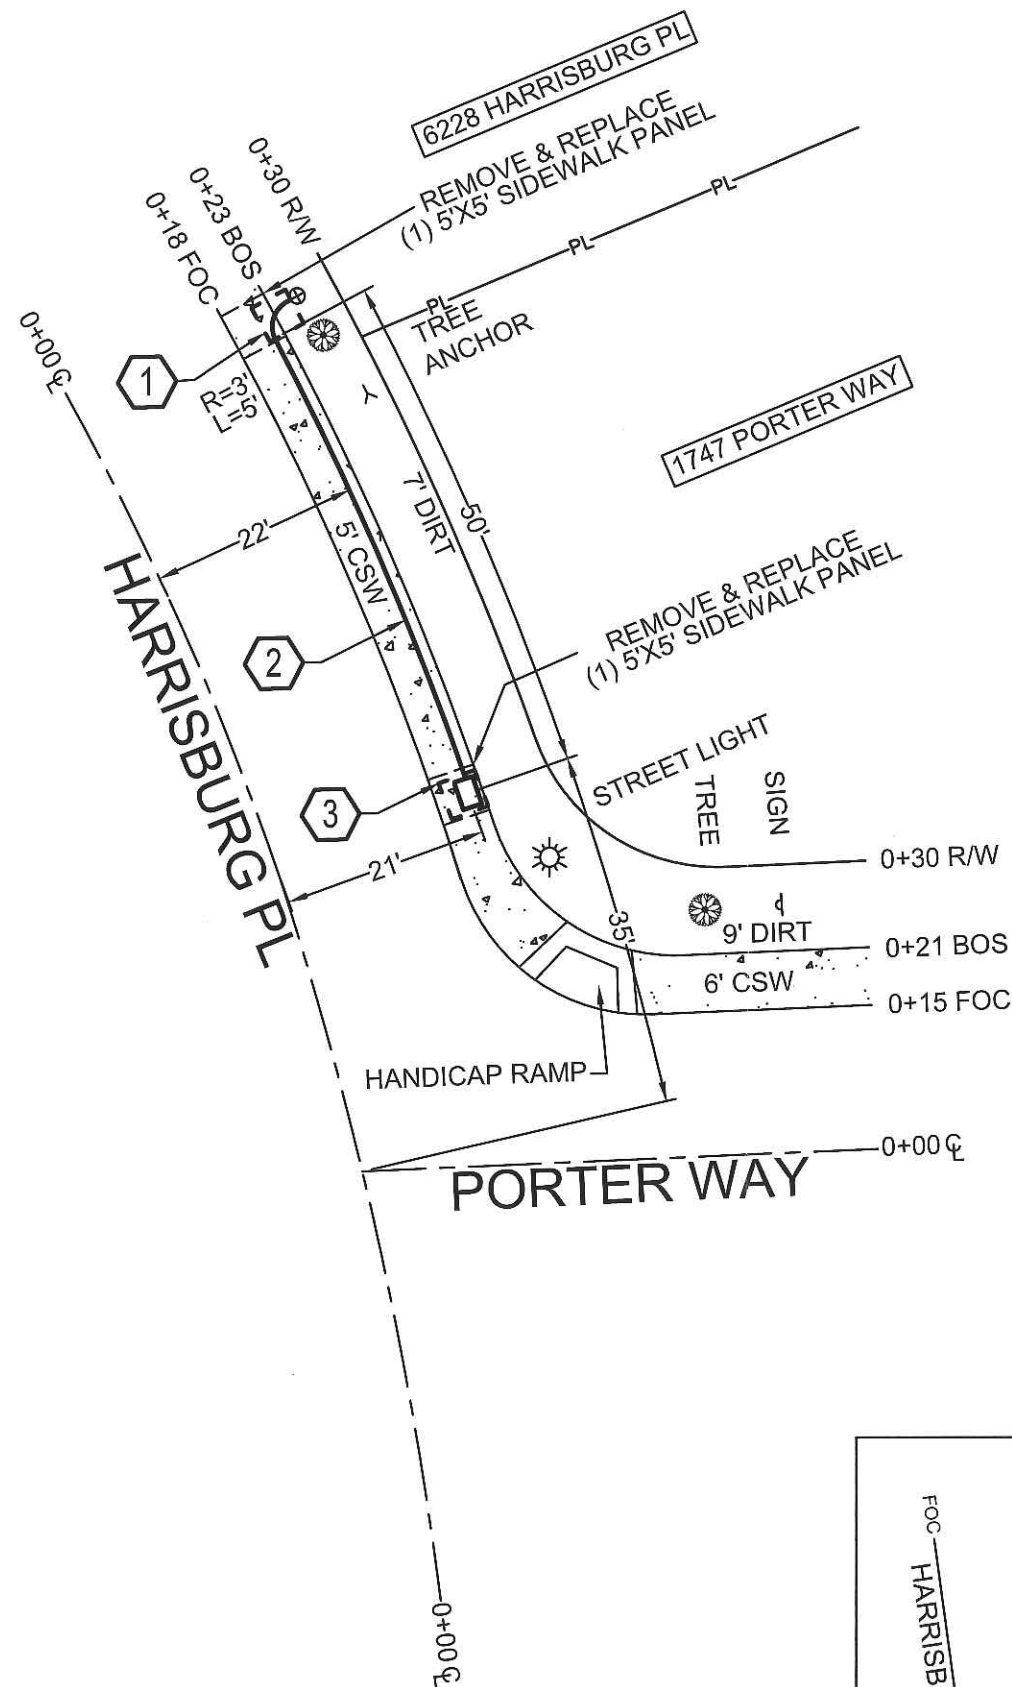 6228 HARRISBURG PL
REMOVE & REPLACE
(1) 5'X5' SIDEWALK PANEL
0+30 R/W
0+23 BOS
0+18 FOC
0+00 ℄
PL
PL
PL
TREE
ANCHOR
1
R=3'
L=5'
1747 PORTER WAY
7' DIRT
50'
22'
5' CSW
HARRISBURG PL
REMOVE & REPLACE
(1) 5'X5' SIDEWALK PANEL
2
STREET LIGHT
TREE
SIGN
3
21'
0+30 R/W
35'
9' DIRT
0+21 BOS
6' CSW
0+15 FOC
HANDICAP RAMP
0+00 ℄
PORTER WAY
0+00 ℄
FOC
HARRISB